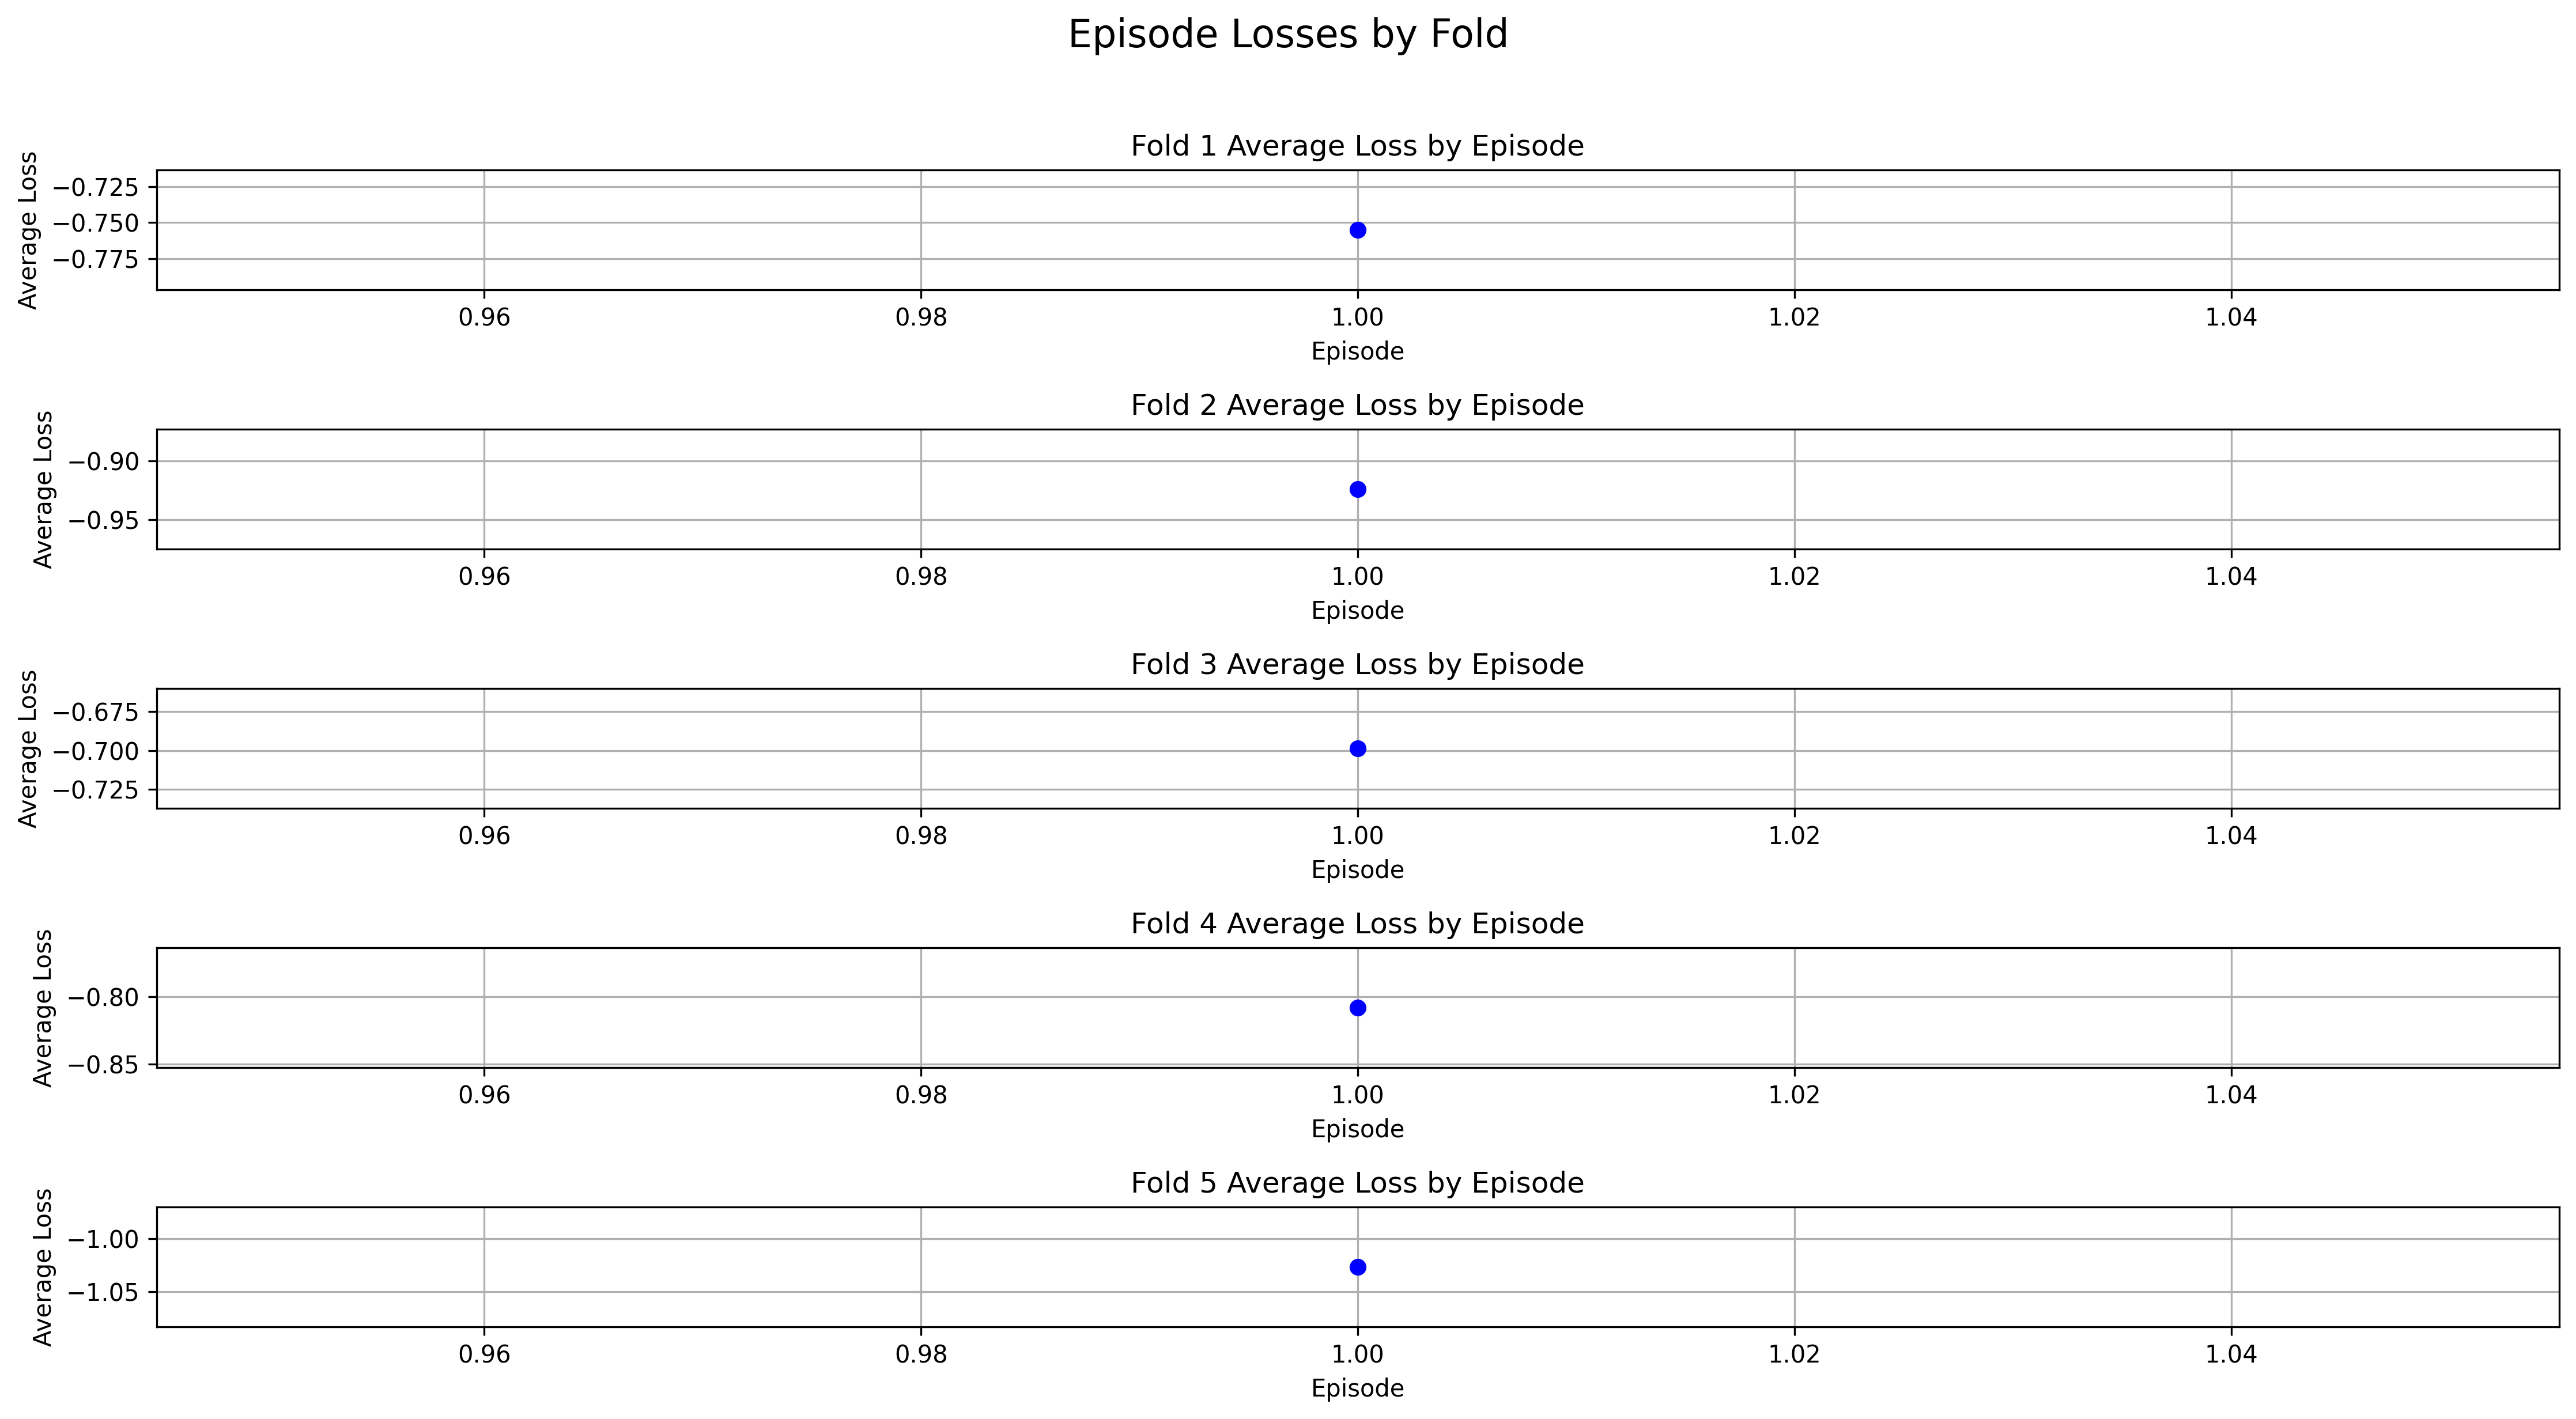 Episode Losses by Fold
Fold 1 Average Loss by Episode
Average Loss
−0.725
−0.750
−0.775
0.96 0.98 1.00 1.02 1.04
Episode
Fold 2 Average Loss by Episode
Average Loss
−0.90
−0.95
0.96 0.98 1.00 1.02 1.04
Episode
Fold 3 Average Loss by Episode
Average Loss
−0.675
−0.700
−0.725
0.96 0.98 1.00 1.02 1.04
Episode
Fold 4 Average Loss by Episode
Average Loss
−0.80
−0.85
0.96 0.98 1.00 1.02 1.04
Episode
Fold 5 Average Loss by Episode
Average Loss
−1.00
−1.05
0.96 0.98 1.00 1.02 1.04
Episode